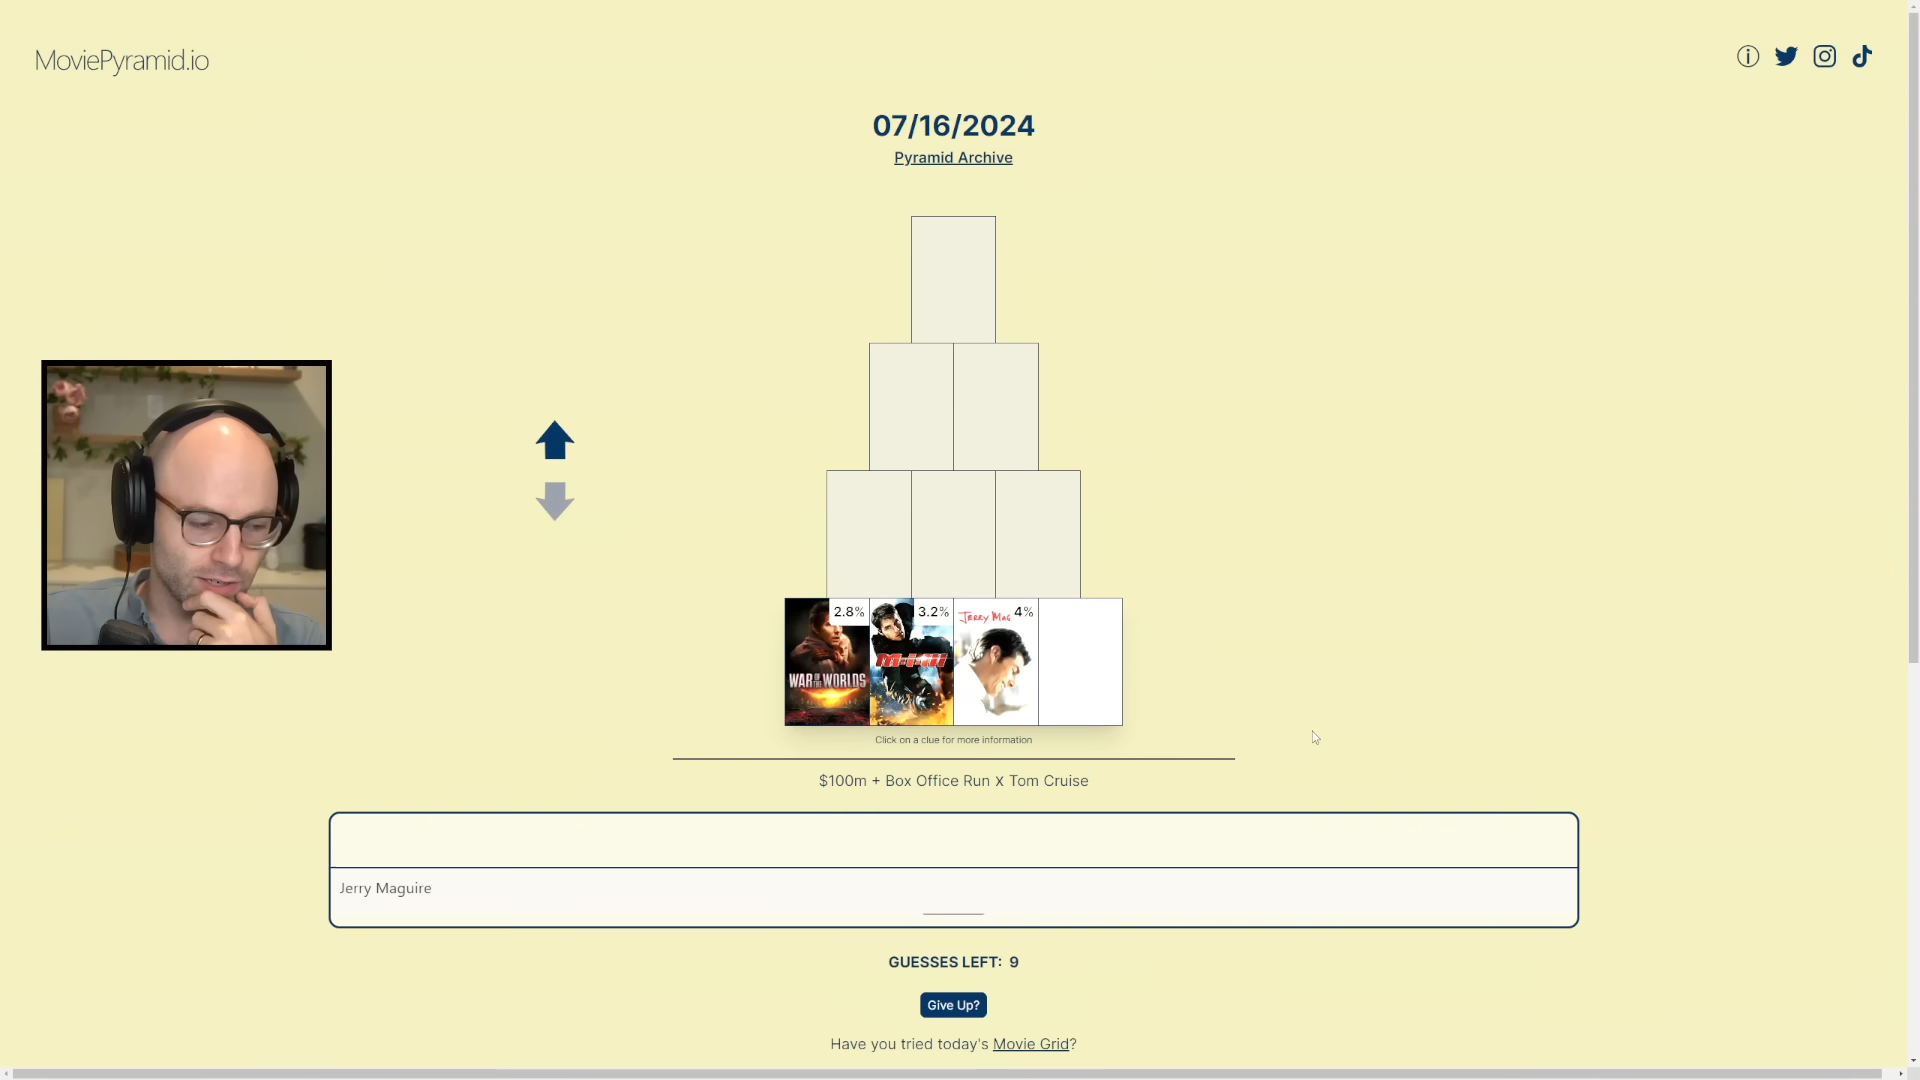 MoviePyramid.io
07/16/2024
Pyramid Archive
2.8%
3.2%
4%
WAR OF THE WORLDS
M:i:III
JERRY MAG
Click on a clue for more information
$100m + Box Office Run X Tom Cruise
Jerry Maguire
GUESSES LEFT: 9
Give Up?
Have you tried today's Movie Grid?